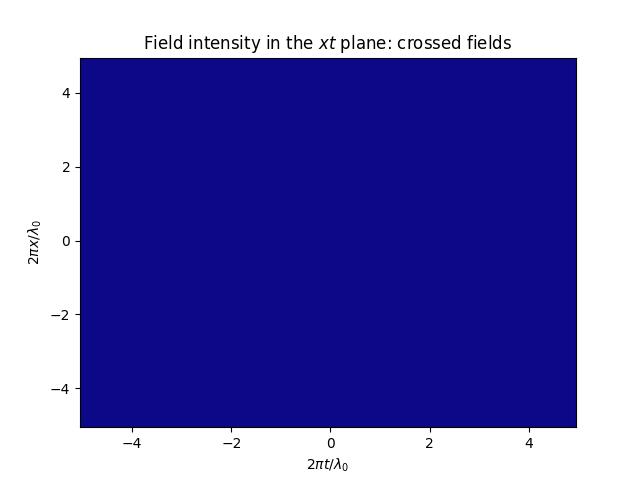 Field intensity in the xt plane: crossed fields
4
2
0
−2
−4
2πx/λ₀
−4 −2 0 2 4
2πt/λ₀